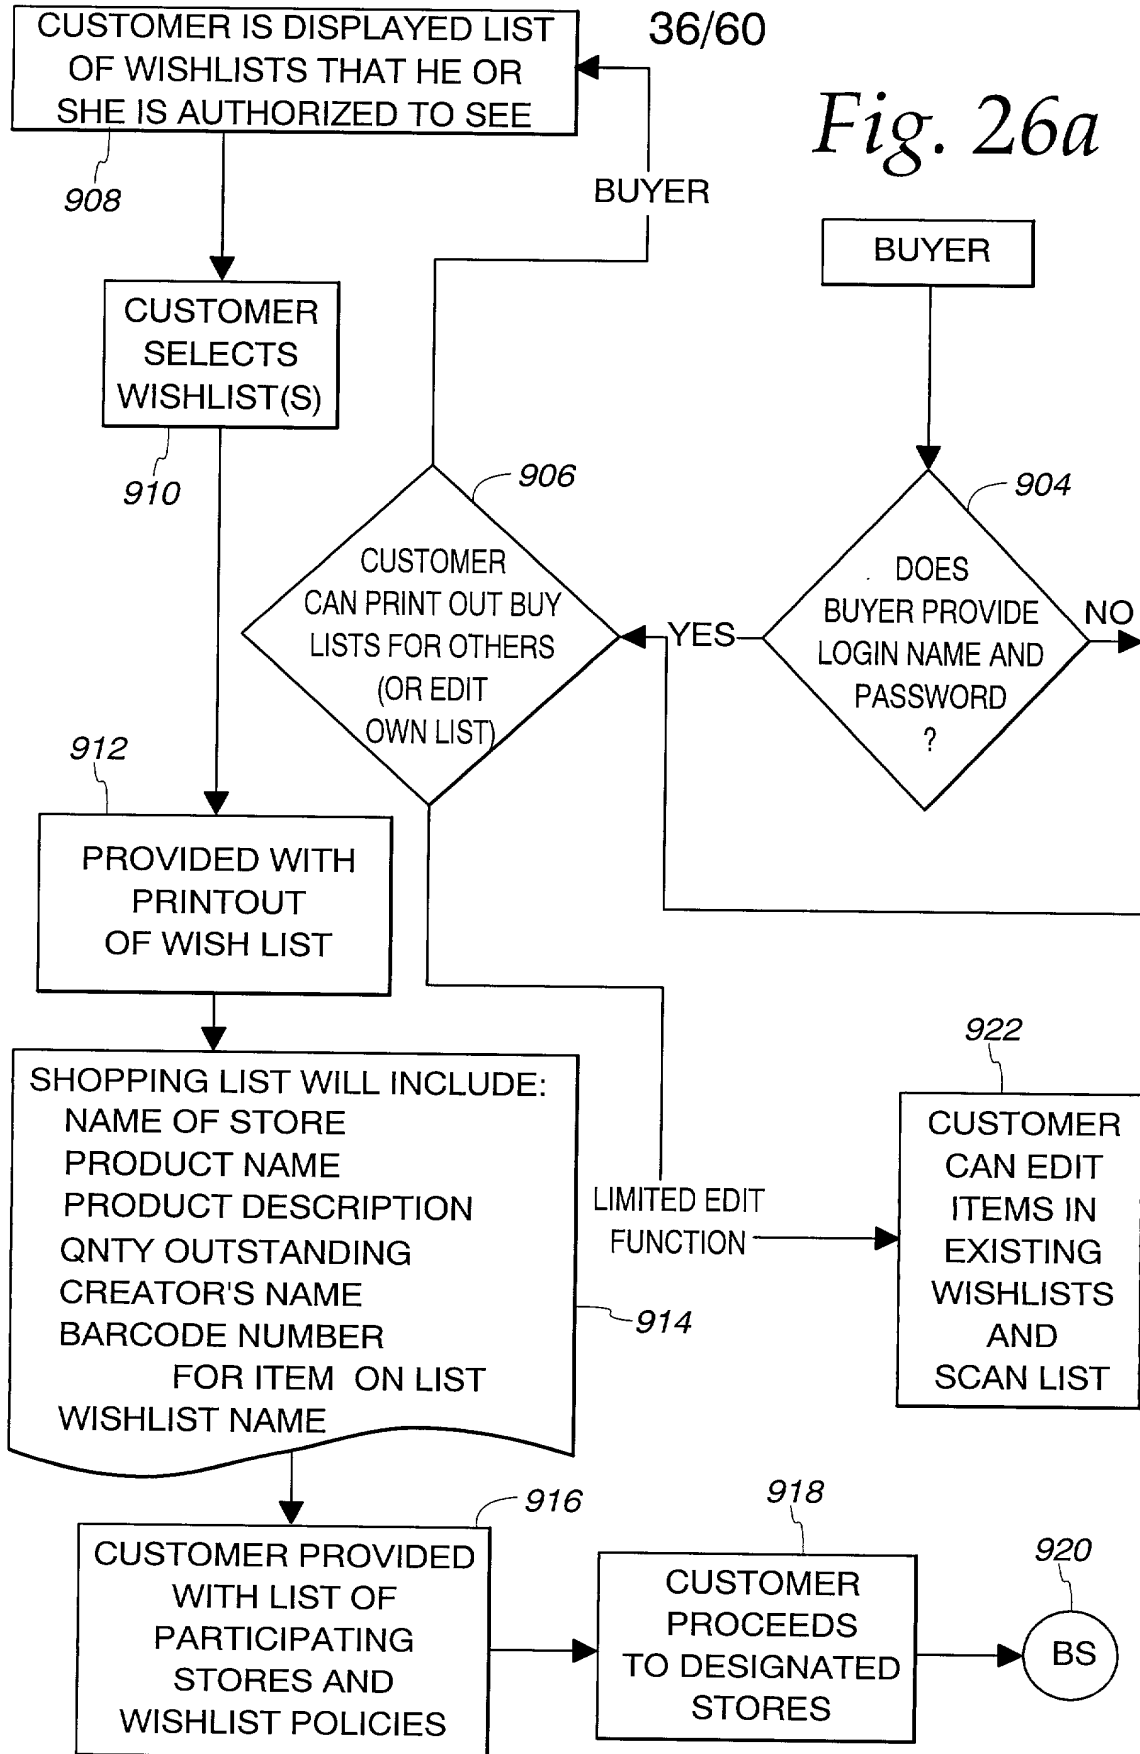 36/60
Fig. 26a
CUSTOMER IS DISPLAYED LIST
OF WISHLISTS THAT HE OR
SHE IS AUTHORIZED TO SEE
908
BUYER
BUYER
CUSTOMER
SELECTS
WISHLIST(S)
910
906
CUSTOMER
CAN PRINT OUT BUY
LISTS FOR OTHERS
(OR EDIT
OWN LIST)
904
DOES
BUYER PROVIDE
LOGIN NAME AND
PASSWORD
?
YES
NO
912
PROVIDED WITH
PRINTOUT
OF WISH LIST
SHOPPING LIST WILL INCLUDE:
NAME OF STORE
PRODUCT NAME
PRODUCT DESCRIPTION
QNTY OUTSTANDING
CREATOR'S NAME
BARCODE NUMBER
FOR ITEM ON LIST
WISHLIST NAME
914
LIMITED EDIT
FUNCTION
922
CUSTOMER
CAN EDIT
ITEMS IN
EXISTING
WISHLISTS
AND
SCAN LIST
916
CUSTOMER PROVIDED
WITH LIST OF
PARTICIPATING
STORES AND
WISHLIST POLICIES
918
CUSTOMER
PROCEEDS
TO DESIGNATED
STORES
920
BS